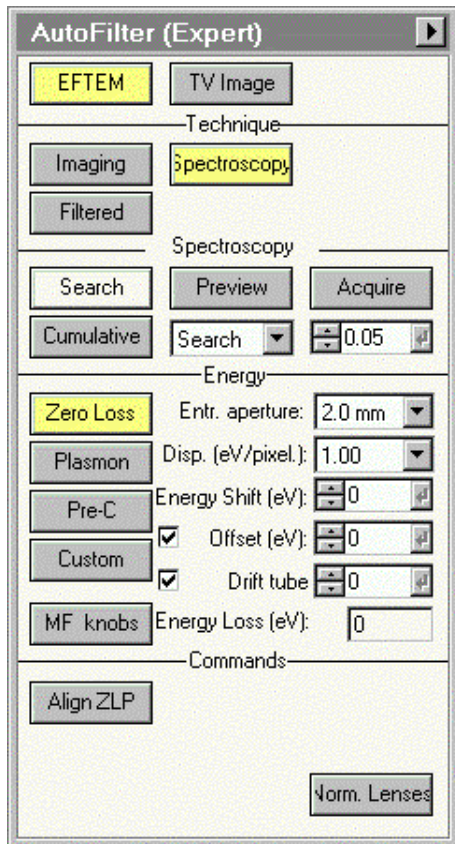 AutoFilter (Expert)
EFTEM TV Image
Technique
Imaging Spectroscopy
Filtered
Spectroscopy
Search Preview Acquire
Cumulative Search 0.05
Energy
Zero Loss Entr. aperture: 2.0 mm
Plasmon Disp. (eV/pixel.): 1.00
Pre-C Energy Shift (eV): 0
Custom Offset (eV): 0
Drift tube 0
MF knobs Energy Loss (eV): 0
Commands
Align ZLP
Norm. Lenses